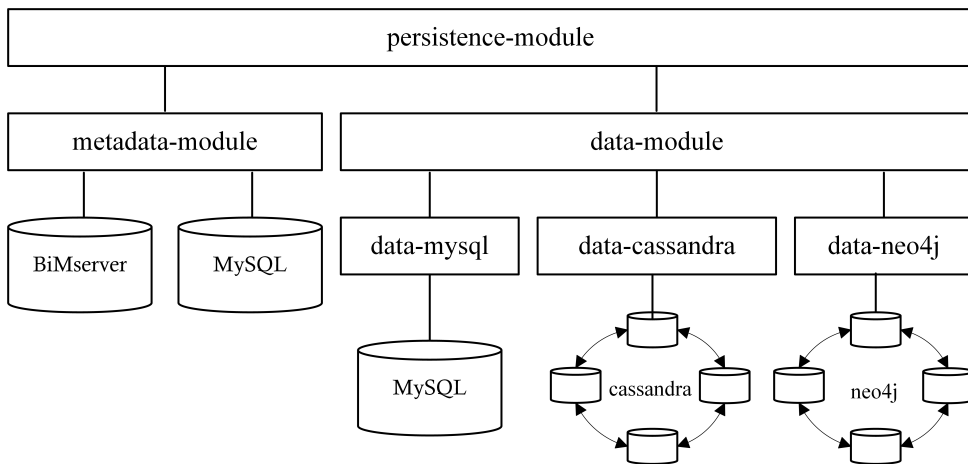 persistence-module
metadata-module
data-module
BiMserver
MySQL
data-mysql
data-cassandra
data-neo4j
MySQL
cassandra
neo4j